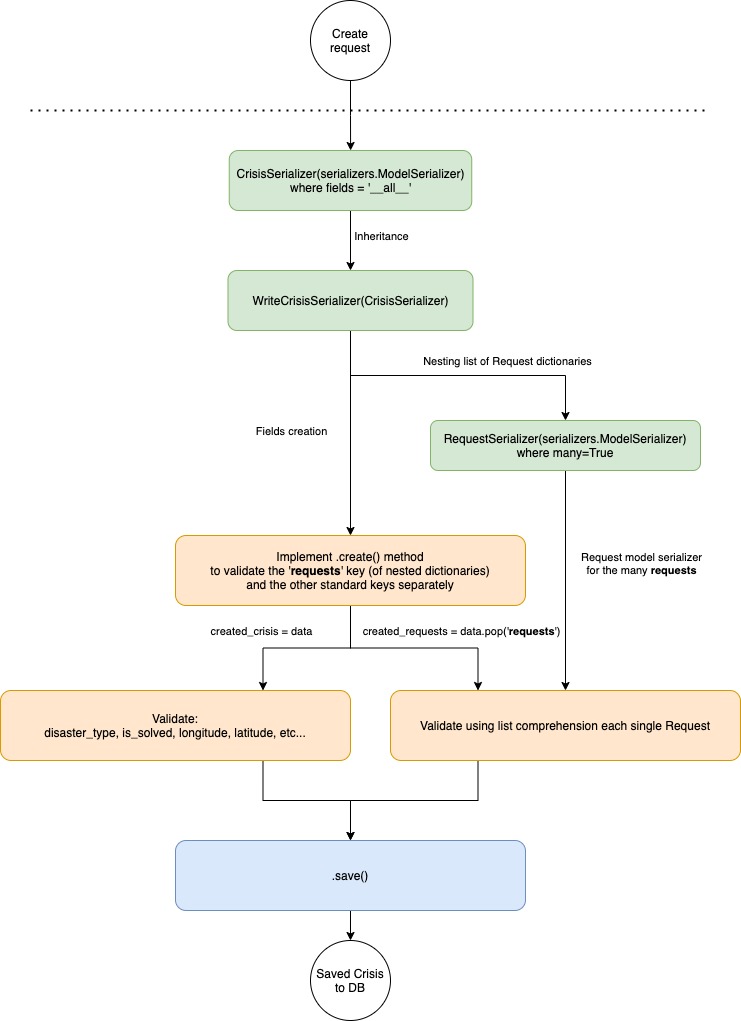 Create
request
CrisisSerializer(serializers.ModelSerializer)
where fields = '__all__'
Inheritance
WriteCrisisSerializer(CrisisSerializer)
Nesting list of Request dictionaries
Fields creation
RequestSerializer(serializers.ModelSerializer)
where many=True
Implement .create() method
to validate the 'requests' key (of nested dictionaries)
and the other standard keys separately
Request model serializer
for the many requests
created_crisis = data
created_requests = data.pop('requests')
Validate:
disaster_type, is_solved, longitude, latitude, etc...
Validate using list comprehension each single Request
.save()
Saved Crisis
to DB